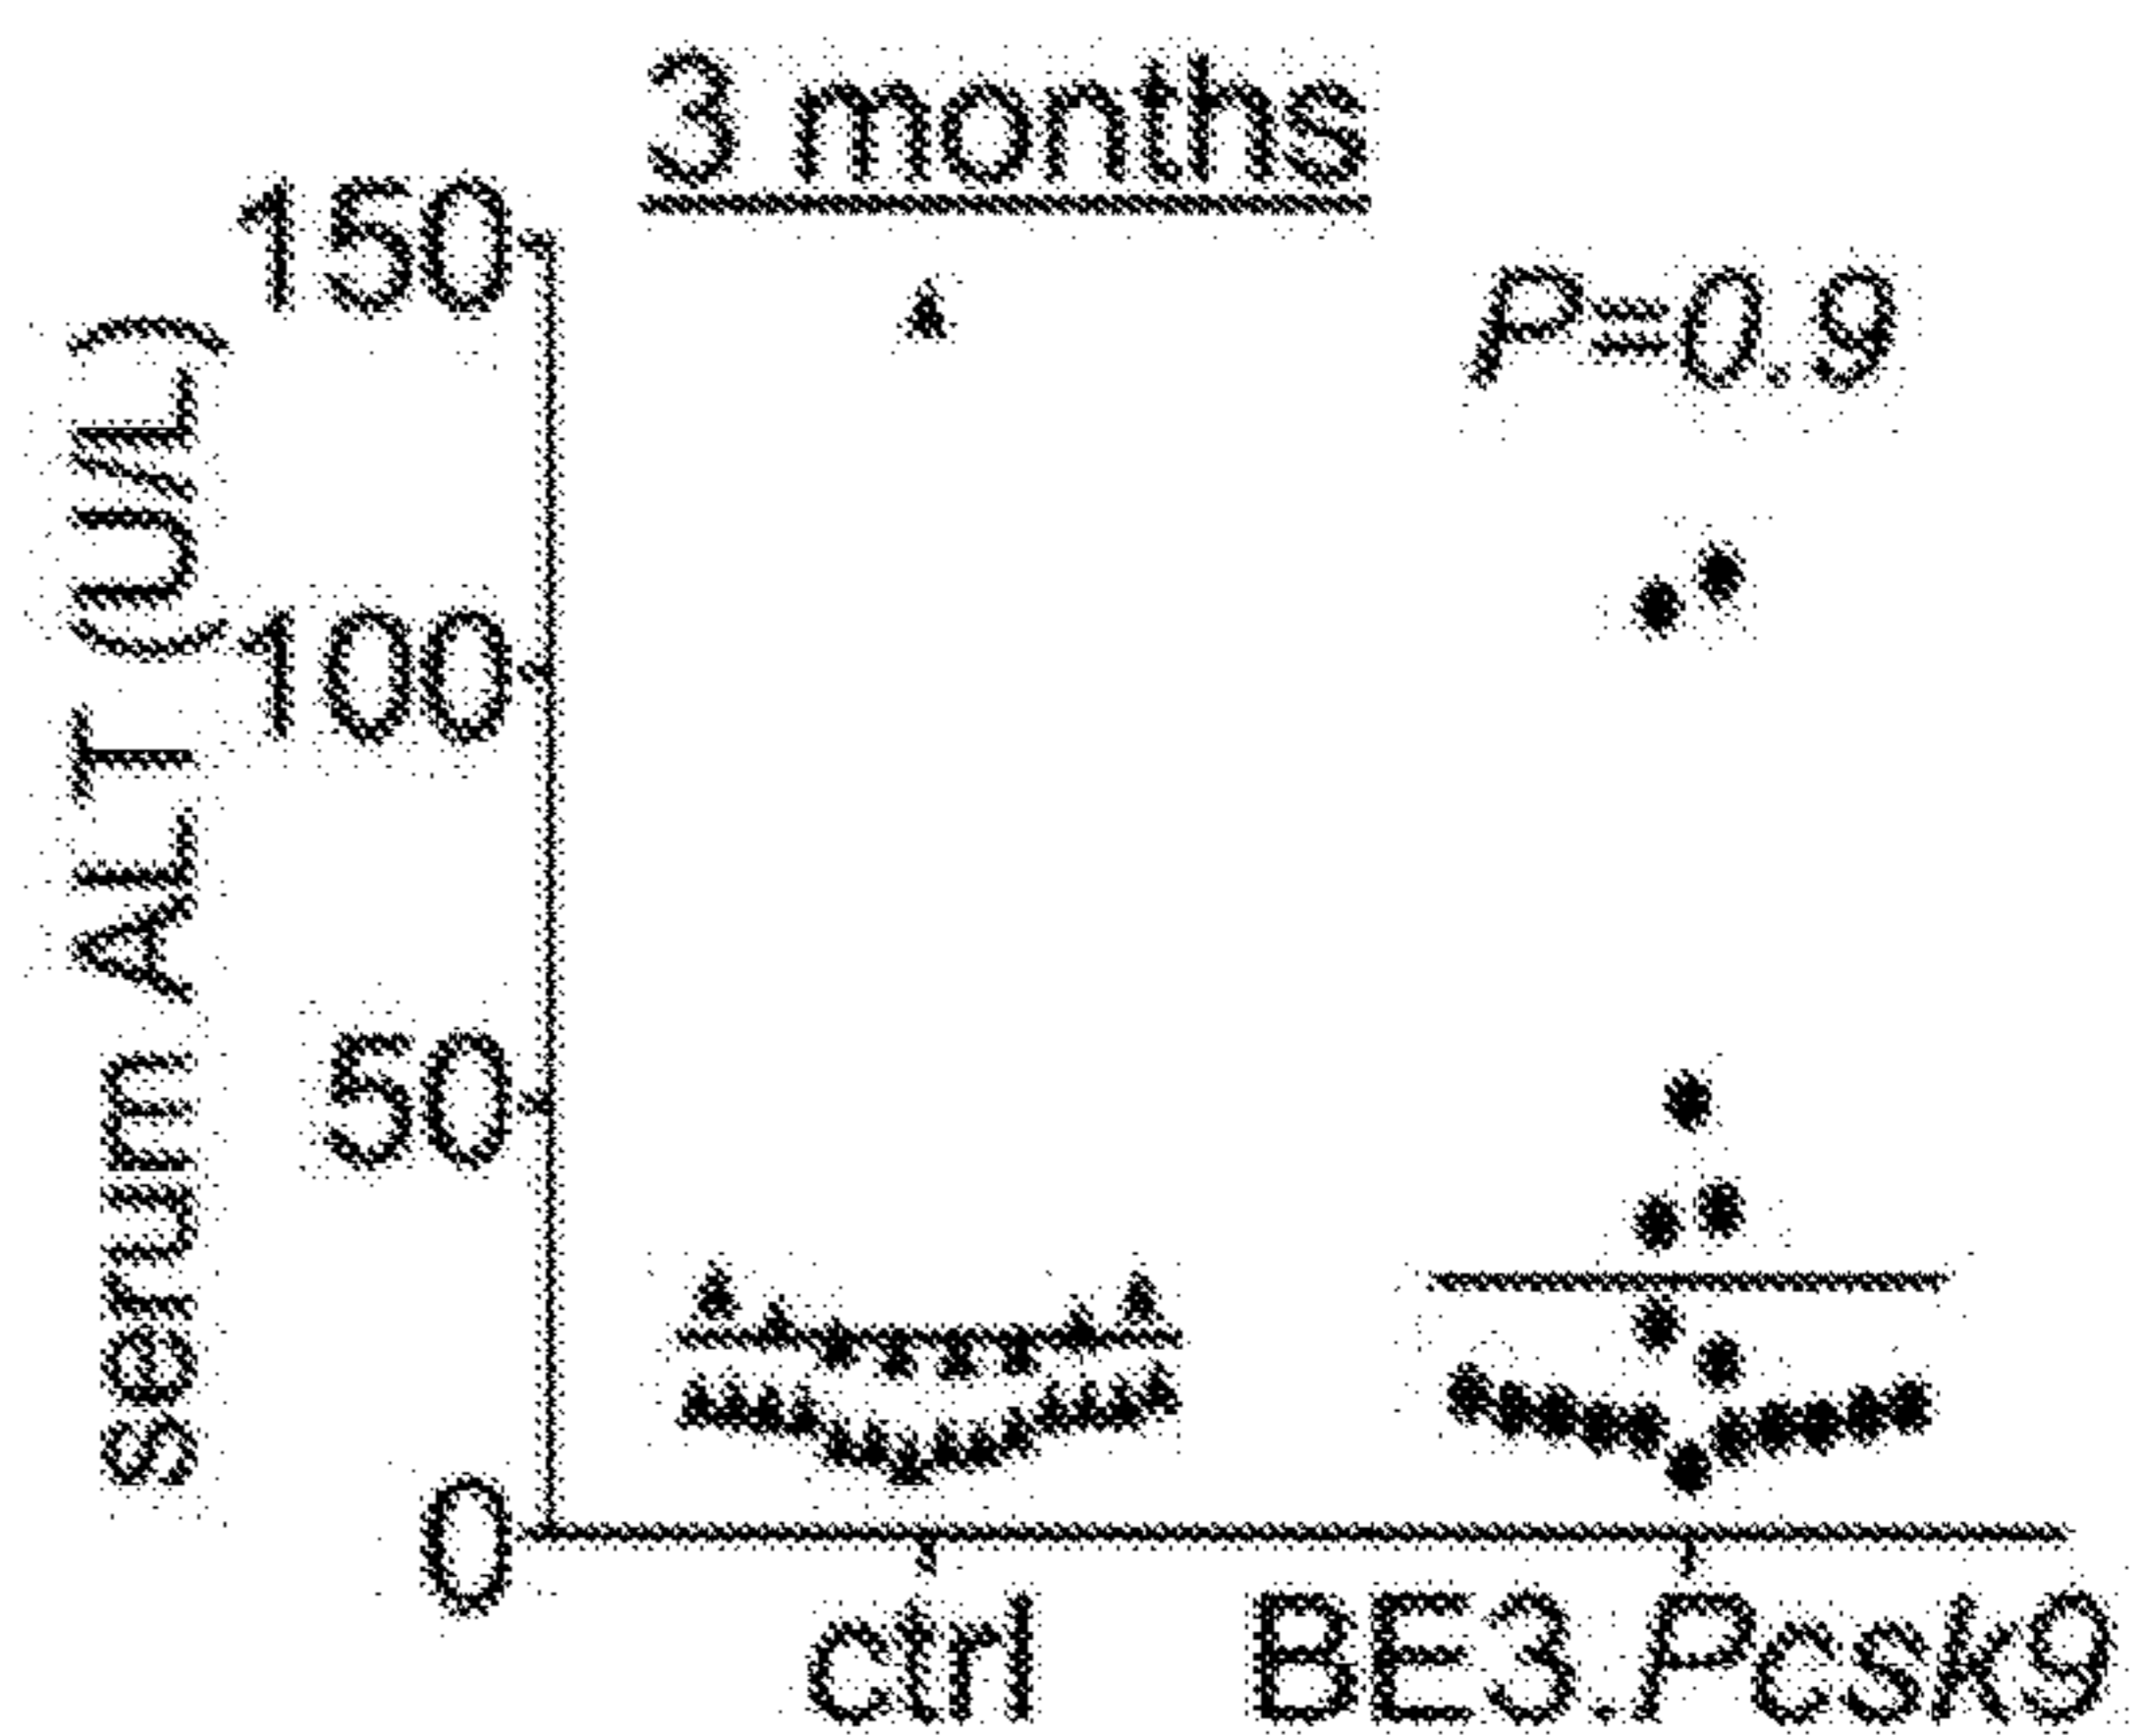 3 months
P=0.9
serum ALT (U/L)
150
100
50
0
ctrl
BE3.Pcsk9